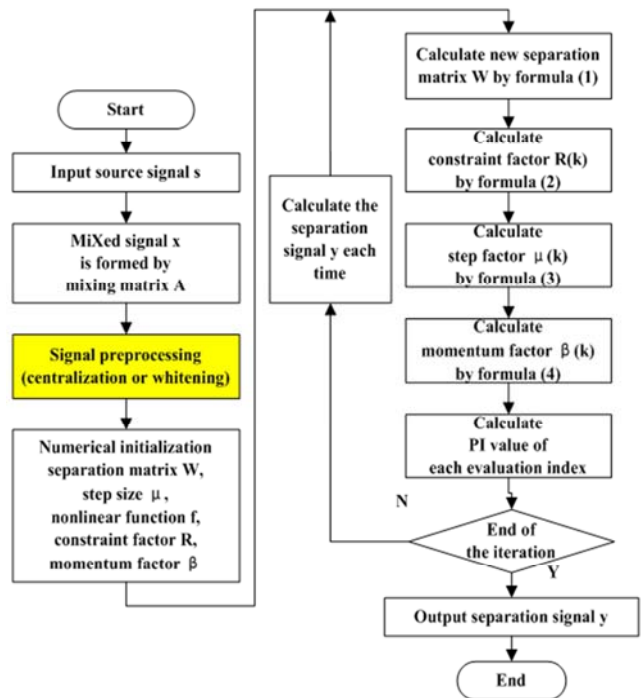 Start
Input source signal s
MiXed signal x
is formed by
mixing matrix A
Signal preprocessing
(centralization or whitening)
Numerical initialization
separation matrix W,
step size μ,
nonlinear function f,
constraint factor R,
momentum factor β
Calculate new separation
matrix W by formula (1)
Calculate
constraint factor R(k)
by formula (2)
Calculate
step factor μ(k)
by formula (3)
Calculate
momentum factor β(k)
by formula (4)
Calculate
PI value of
each evaluation index
End of
the iteration
N
Calculate the
separation
signal y each
time
Y
Output separation signal y
End